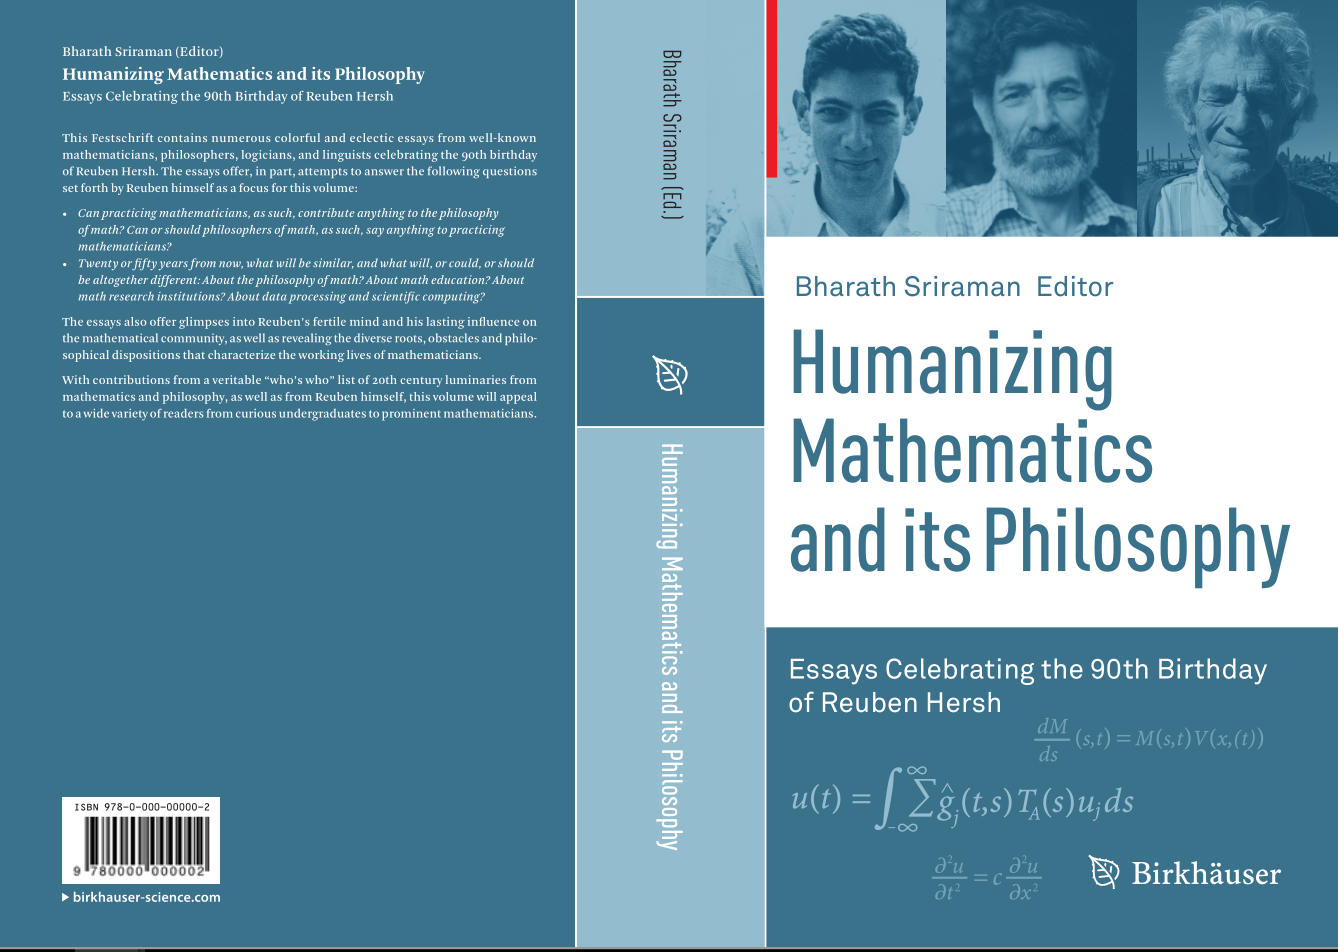 Bharath Sriraman (Editor)
Humanizing Mathematics and its Philosophy
Essays Celebrating the 90th Birthday of Reuben Hersh
This Festschrift contains numerous colorful and eclectic essays from well-known
mathematicians, philosophers, logicians, and linguists celebrating the 90th birthday
of Reuben Hersh. The essays offer, in part, attempts to answer the following questions
set forth by Reuben himself as a focus for this volume:
• Can practicing mathematicians, as such, contribute anything to the philosophy
of math? Can or should philosophers of math, as such, say anything to practicing
mathematicians?
• Twenty or fifty years from now, what will be similar, and what will, or could, or should
be altogether different: About the philosophy of math? About math education? About
math research institutions? About data processing and scientific computing?
The essays also offer glimpses into Reuben's fertile mind and his lasting influence on
the mathematical community, as well as revealing the diverse roots, obstacles and philo-
sophical dispositions that characterize the working lives of mathematicians.
With contributions from a veritable “who's who” list of 20th century luminaries from
mathematics and philosophy, as well as from Reuben himself, this volume will appeal
to a wide variety of readers from curious undergraduates to prominent mathematicians.
ISBN 978-0-000-00000-2
9 780000 000002
birkhauser-science.com
Bharath Sriraman (Ed.)
Humanizing Mathematics and its Philosophy
Bharath Sriraman Editor
Humanizing
Mathematics
and its Philosophy
Essays Celebrating the 90th Birthday
of Reuben Hersh
dM/ds (s,t) = M(s,t)V(x,(t))
u(t) = ∫_{-∞}^{∞} Σ ĝ_j(t,s) T_A(s) u_j ds
∂²u/∂t² = c ∂²u/∂x²
Birkhäuser